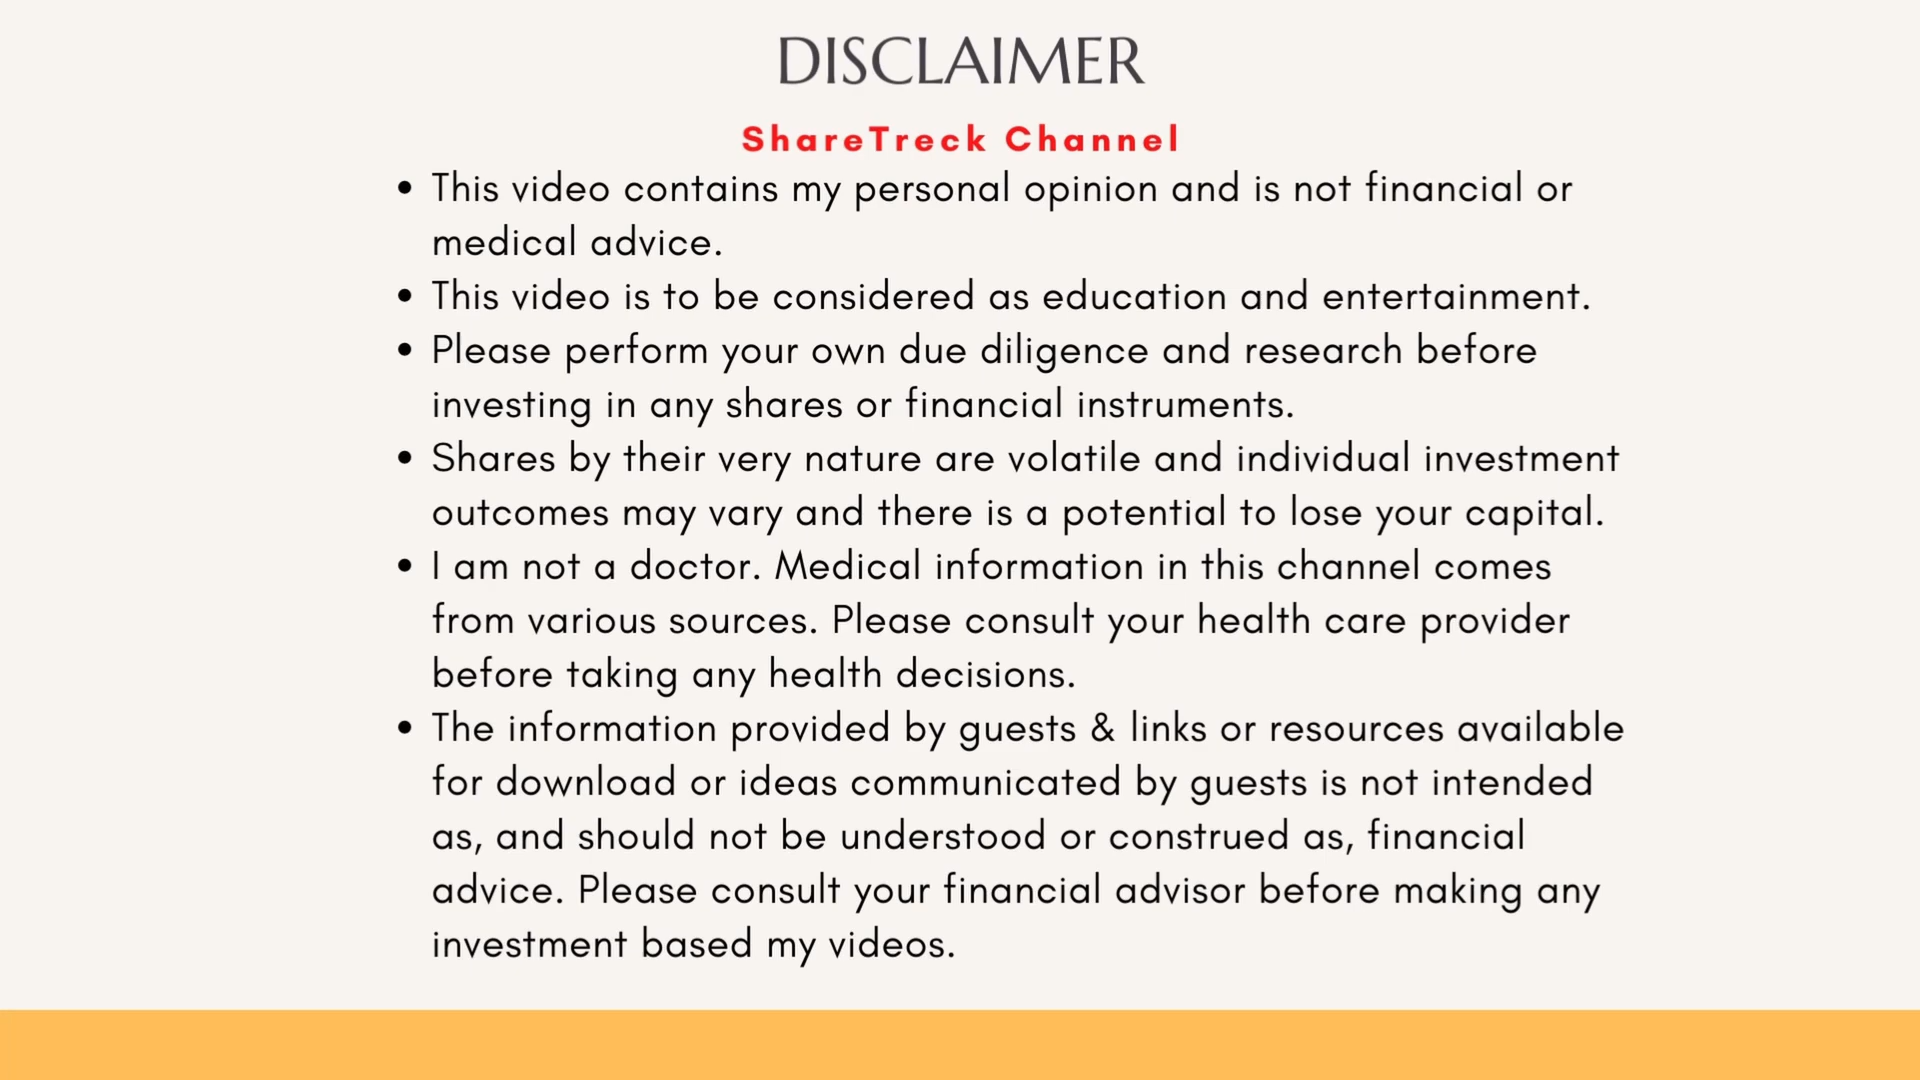 DISCLAIMER
ShareTreck Channel
• This video contains my personal opinion and is not financial or
medical advice.
• This video is to be considered as education and entertainment.
• Please perform your own due diligence and research before
investing in any shares or financial instruments.
• Shares by their very nature are volatile and individual investment
outcomes may vary and there is a potential to lose your capital.
• I am not a doctor. Medical information in this channel comes
from various sources. Please consult your health care provider
before taking any health decisions.
• The information provided by guests & links or resources available
for download or ideas communicated by guests is not intended
as, and should not be understood or construed as, financial
advice. Please consult your financial advisor before making any
investment based my videos.